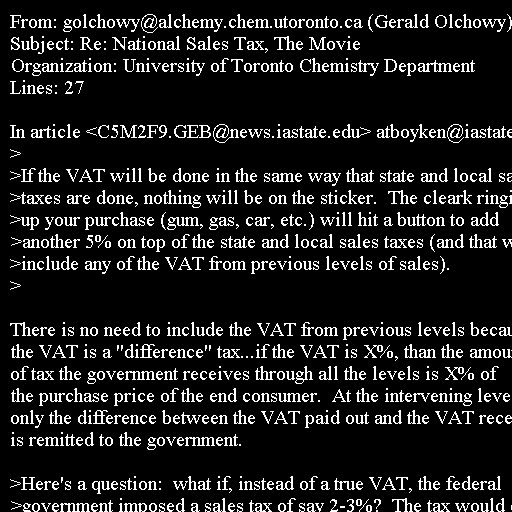 From: golchowy@alchemy.chem.utoronto.ca (Gerald Olchowy)
Subject: Re: National Sales Tax, The Movie
Organization: University of Toronto Chemistry Department
Lines: 27

In article <C5M2F9.GEB@news.iastate.edu> atboyken@iastate
>
>If the VAT will be done in the same way that state and local sa
>taxes are done, nothing will be on the sticker.  The cleark ringi
>up your purchase (gum, gas, car, etc.) will hit a button to add
>another 5% on top of the state and local sales taxes (and that w
>include any of the VAT from previous levels of sales).
>

There is no need to include the VAT from previous levels becau
the VAT is a "difference" tax...if the VAT is X%, than the amou
of tax the government receives through all the levels is X% of
the purchase price of the end consumer.  At the intervening leve
only the difference between the VAT paid out and the VAT rece
is remitted to the government.

>Here's a question:  what if, instead of a true VAT, the federal
>government imposed a sales tax of say 2-3%?  The tax would